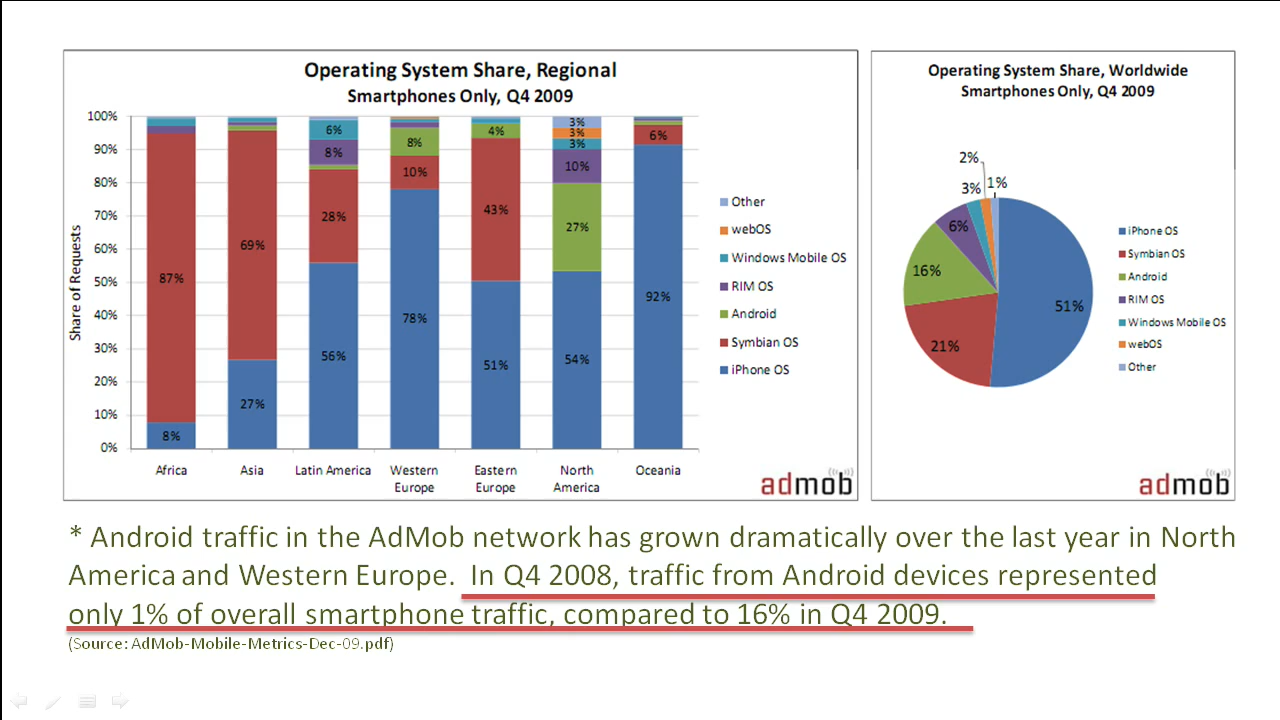 Operating System Share, Regional
Smartphones Only, Q4 2009
Share of Requests
100%
90%
80%
70%
60%
50%
40%
30%
20%
10%
0%
87%
8%
69%
27%
6%
8%
28%
56%
8%
10%
78%
4%
43%
51%
3%
3%
3%
10%
27%
54%
6%
92%
Africa
Asia
Latin America
Western
Europe
Eastern
Europe
North
America
Oceania
Other
webOS
Windows Mobile OS
RIM OS
Android
Symbian OS
iPhone OS
admob
Operating System Share, Worldwide
Smartphones Only, Q4 2009
2%
3%
1%
6%
16%
21%
51%
iPhone OS
Symbian OS
Android
RIM OS
Windows Mobile OS
webOS
Other
admob
* Android traffic in the AdMob network has grown dramatically over the last year in North
America and Western Europe. In Q4 2008, traffic from Android devices represented
only 1% of overall smartphone traffic, compared to 16% in Q4 2009.
(Source: AdMob-Mobile-Metrics-Dec-09.pdf)